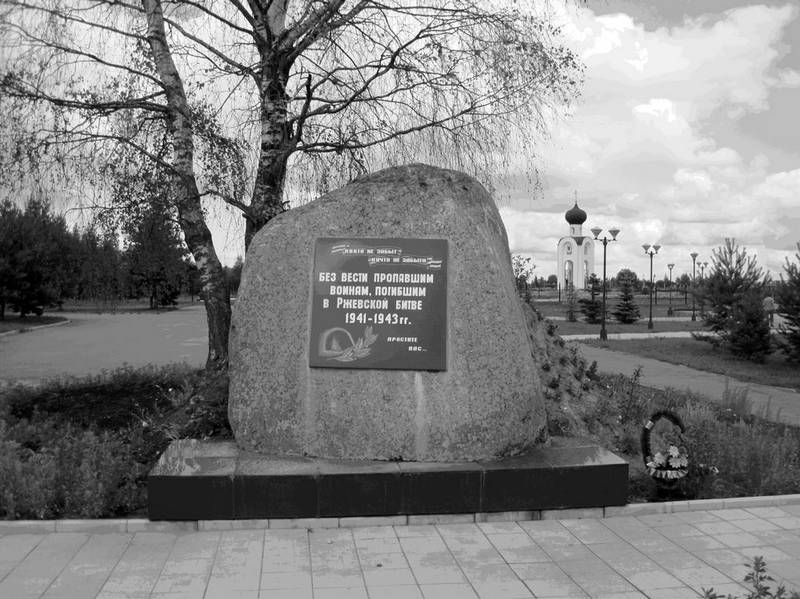 "НИКТО НЕ ЗАБЫТ"
"НИЧТО НЕ ЗАБЫТО"
БЕЗ ВЕСТИ ПРОПАВШИМ
ВОИНАМ, ПОГИБШИМ
В РЖЕВСКОЙ БИТВЕ
1941-1943гг.
ПРОСТИТЕ
НАС...